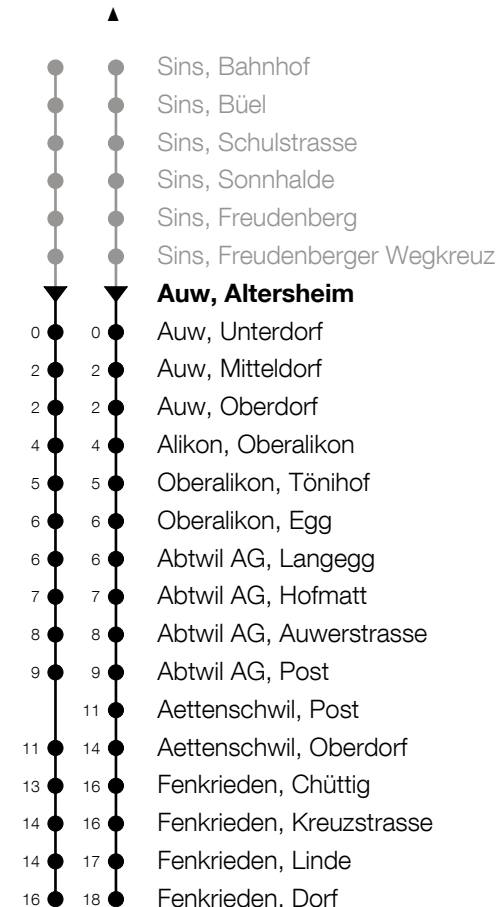 Sins, Bahnhof
Sins, Büel
Sins, Schulstrasse
Sins, Sonnhalde
Sins, Freudenberg
Sins, Freudenberger Wegkreuz
Auw, Altersheim
0 0 Auw, Unterdorf
2 2 Auw, Mitteldorf
2 2 Auw, Oberdorf
4 4 Alikon, Oberalikon
5 5 Oberalikon, Tönihof
6 6 Oberalikon, Egg
6 6 Abtwil AG, Langegg
7 7 Abtwil AG, Hofmatt
8 8 Abtwil AG, Auwerstrasse
9 9 Abtwil AG, Post
11 Aettenschwil, Post
11 14 Aettenschwil, Oberdorf
13 16 Fenkrieden, Chüttig
14 16 Fenkrieden, Kreuzstrasse
14 17 Fenkrieden, Linde
16 18 Fenkrieden, Dorf